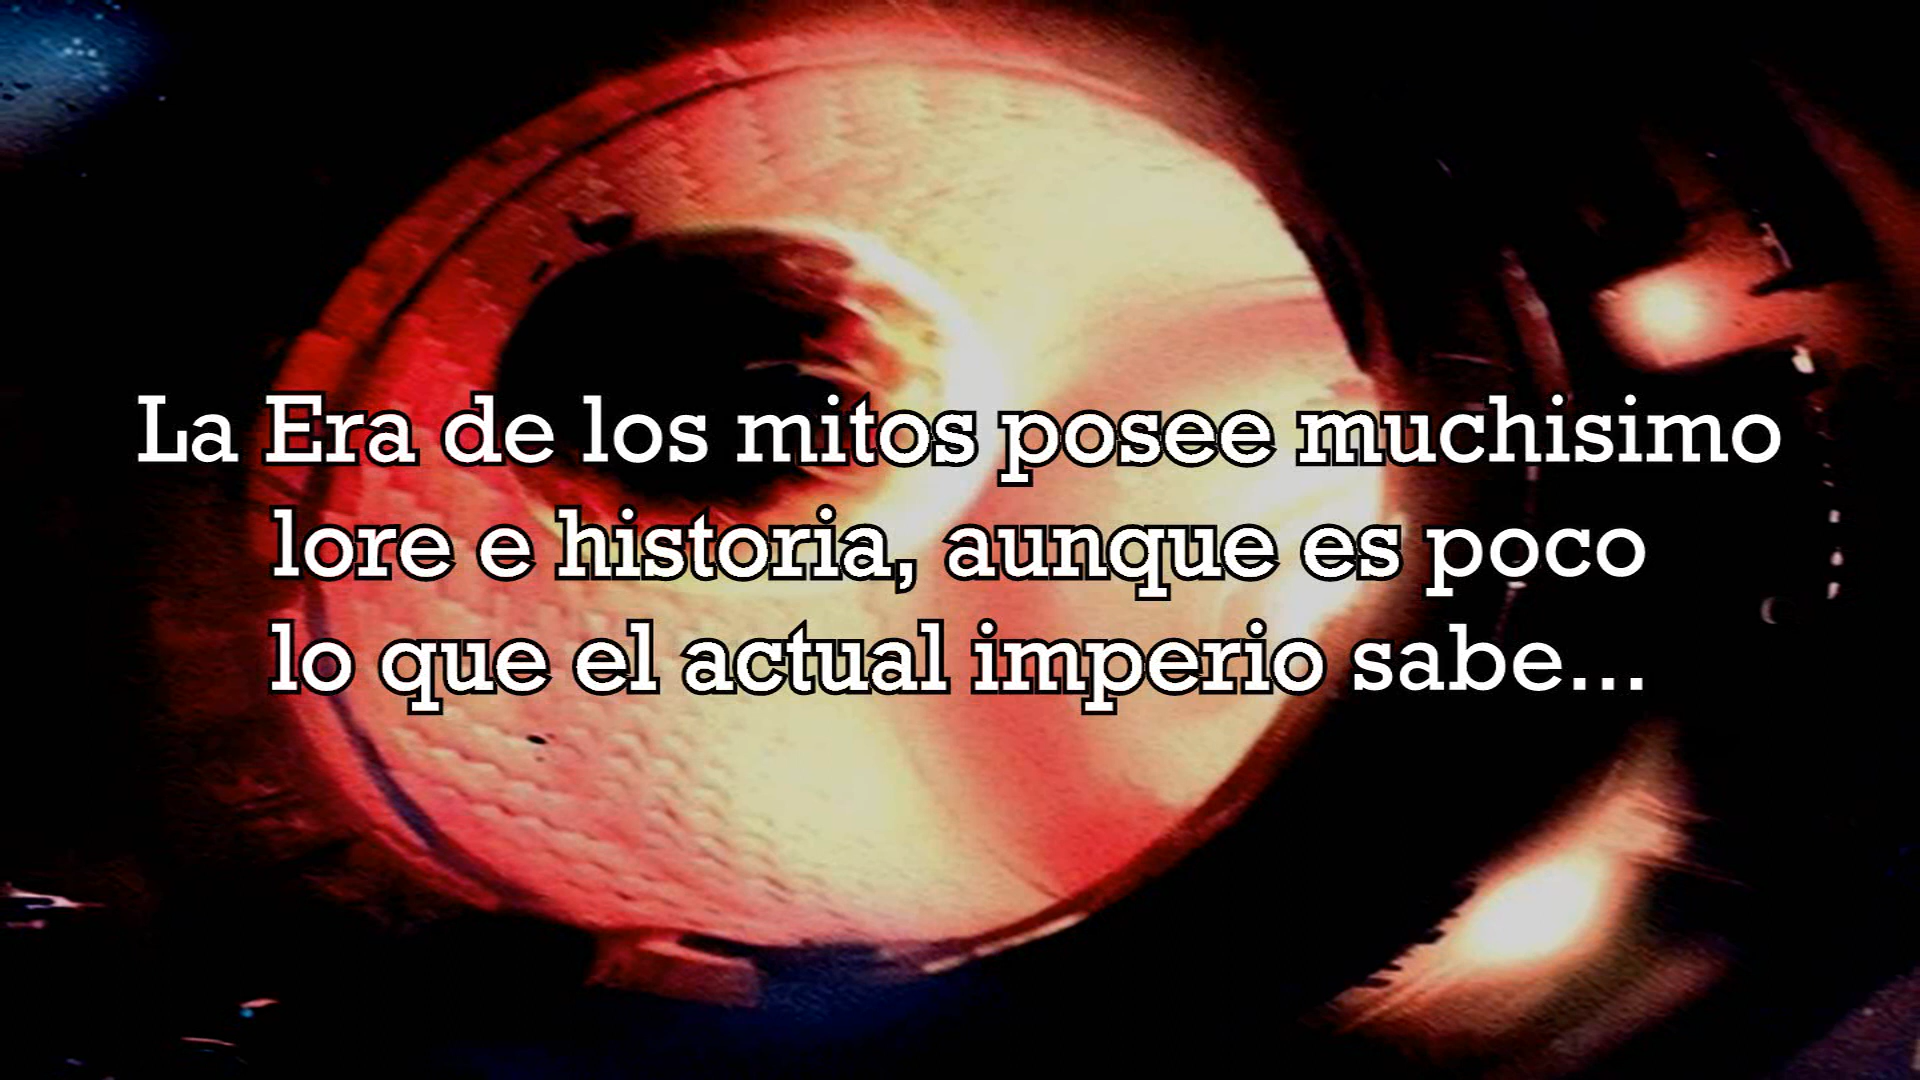 La Era de los mitos posee muchisimo
lore e historia, aunque es poco
lo que el actual imperio sabe...